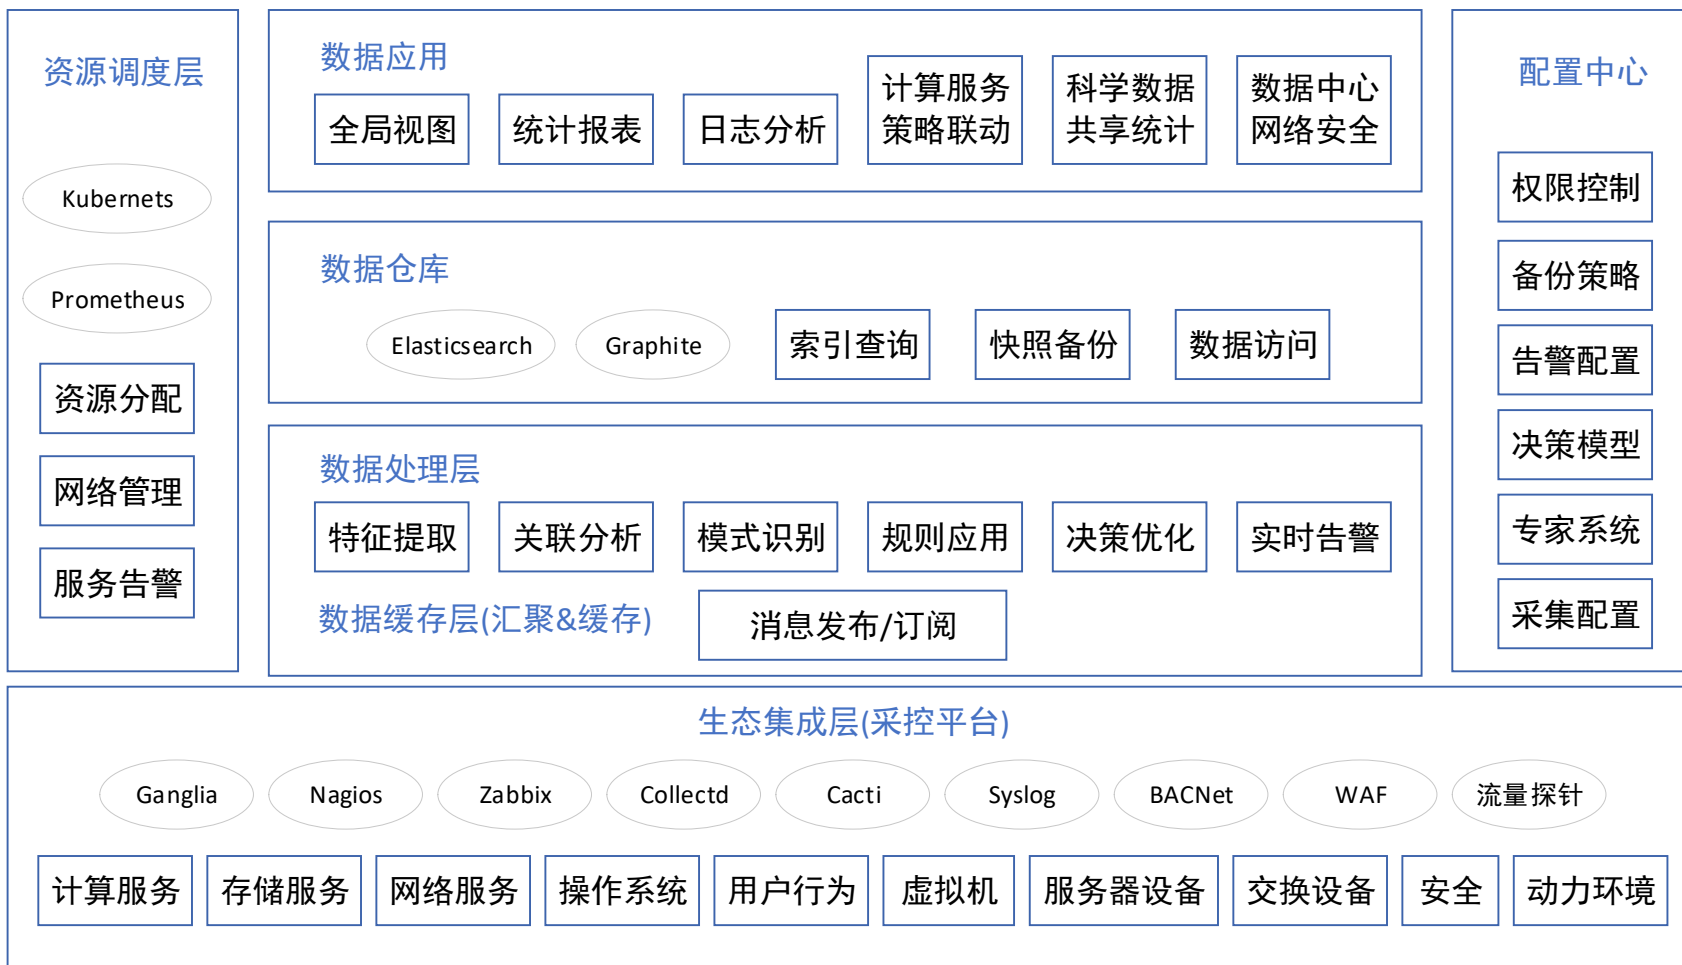 资源调度层
Kubernets
Prometheus
资源分配
网络管理
服务告警
数据应用
全局视图
统计报表
日志分析
计算服务
策略联动
科学数据
共享统计
数据中心
网络安全
数据仓库
Elasticsearch
Graphite
索引查询
快照备份
数据访问
数据处理层
特征提取
关联分析
模式识别
规则应用
决策优化
实时告警
数据缓存层(汇聚&缓存)
消息发布/订阅
配置中心
权限控制
备份策略
告警配置
决策模型
专家系统
采集配置
生态集成层(采控平台)
Ganglia
Nagios
Zabbix
Collectd
Cacti
Syslog
BACNet
WAF
流量探针
计算服务
存储服务
网络服务
操作系统
用户行为
虚拟机
服务器设备
交换设备
安全
动力环境